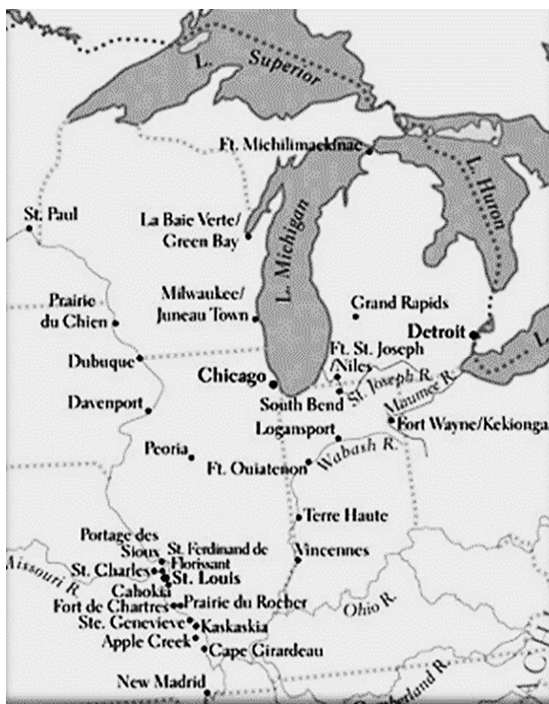 L. Superior
Ft. Michilimackinac
L. Huron
St. Paul
La Baie Verte/
Green Bay
L. Michigan
Milwaukee/
Juneau Town
Grand Rapids
Prairie
du Chien
Detroit
Ft. St. Joseph
/Niles
L.
Dubuque
Chicago
St. Joseph R.
Maumee R.
South Bend
Davenport
Fort Wayne/Kekionga
Logansport
Peoria
Wabash R.
Ft. Ouiatenon
Terre Haute
Portage des
Sioux
St. Ferdinand de
Florissant
Vincennes
Missouri R.
St. Charles
St. Louis
Cahokia
Fort de Chartres
Prairie du Rocher
Ohio R.
Ste. Genevieve
Kaskaskia
Apple Creek
Cape Girardeau
New Madrid
ACH